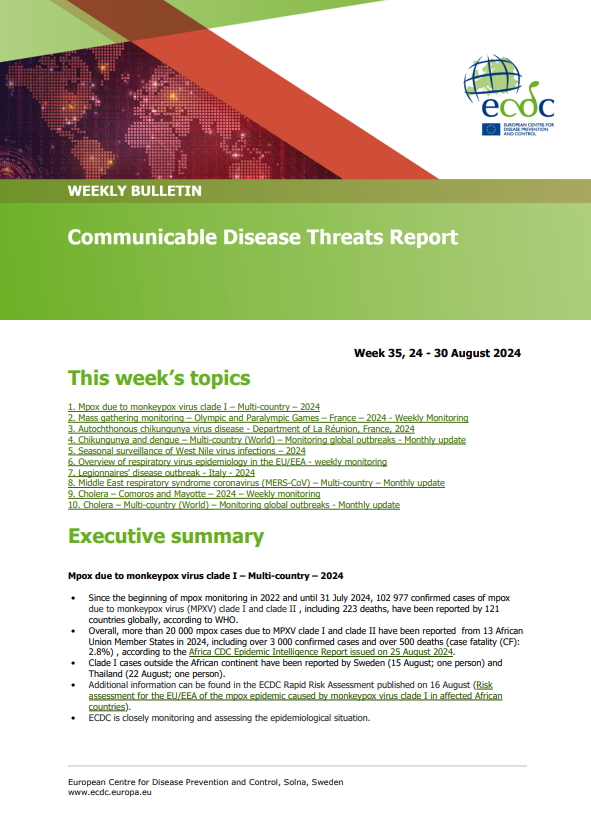 ecdc
EUROPEAN CENTRE FOR
DISEASE PREVENTION
AND CONTROL
WEEKLY BULLETIN
Communicable Disease Threats Report
Week 35, 24 - 30 August 2024
This week's topics
1. Mpox due to monkeypox virus clade I – Multi-country – 2024
2. Mass gathering monitoring – Olympic and Paralympic Games – France – 2024 - Weekly Monitoring
3. Autochthonous chikungunya virus disease - Department of La Réunion, France, 2024
4. Chikungunya and dengue – Multi-country (World) – Monitoring global outbreaks - Monthly update
5. Seasonal surveillance of West Nile virus infections – 2024
6. Overview of respiratory virus epidemiology in the EU/EEA - weekly monitoring
7. Legionnaires' disease outbreak - Italy - 2024
8. Middle East respiratory syndrome coronavirus (MERS-CoV) – Multi-country – Monthly update
9. Cholera – Comoros and Mayotte – 2024 – Weekly monitoring
10. Cholera – Multi-country (World) – Monitoring global outbreaks - Monthly update
Executive summary
Mpox due to monkeypox virus clade I – Multi-country – 2024
• Since the beginning of mpox monitoring in 2022 and until 31 July 2024, 102 977 confirmed cases of mpox
due to monkeypox virus (MPXV) clade I and clade II , including 223 deaths, have been reported by 121
countries globally, according to WHO.
• Overall, more than 20 000 mpox cases due to MPXV clade I and clade II have been reported from 13 African
Union Member States in 2024, including over 3 000 confirmed cases and over 500 deaths (case fatality (CF):
2.8%) , according to the Africa CDC Epidemic Intelligence Report issued on 25 August 2024.
• Clade I cases outside the African continent have been reported by Sweden (15 August; one person) and
Thailand (22 August; one person).
• Additional information can be found in the ECDC Rapid Risk Assessment published on 16 August (Risk
assessment for the EU/EEA of the mpox epidemic caused by monkeypox virus clade I in affected African
countries).
• ECDC is closely monitoring and assessing the epidemiological situation.
European Centre for Disease Prevention and Control, Solna, Sweden
www.ecdc.europa.eu